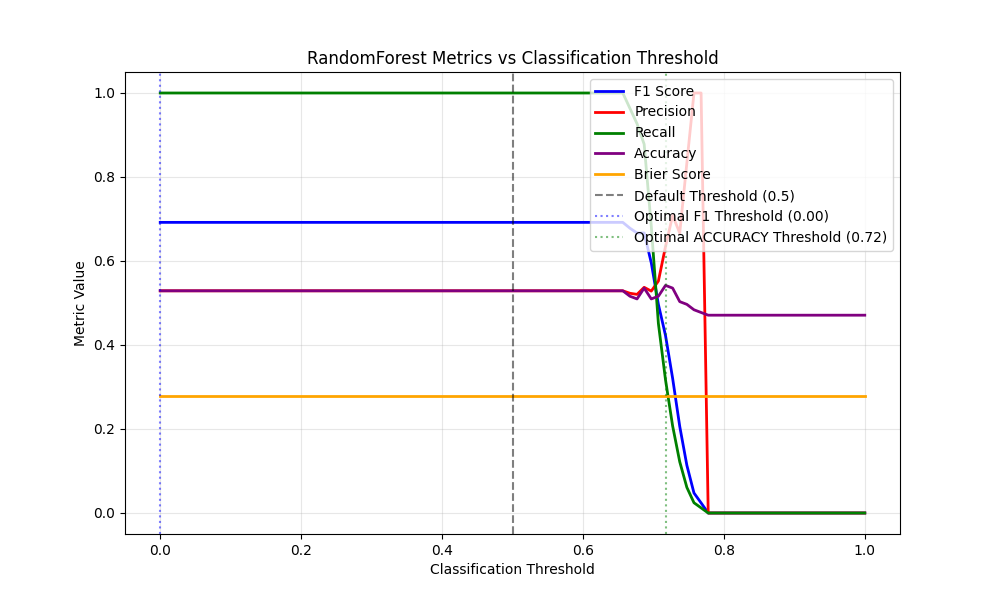 RandomForest Metrics vs Classification Threshold
Metric Value
1.0
0.8
0.6
0.4
0.2
0.0
F1 Score
Precision
Recall
Accuracy
Brier Score
Default Threshold (0.5)
Optimal F1 Threshold (0.00)
Optimal ACCURACY Threshold (0.72)
0.0 0.2 0.4 0.6 0.8 1.0
Classification Threshold